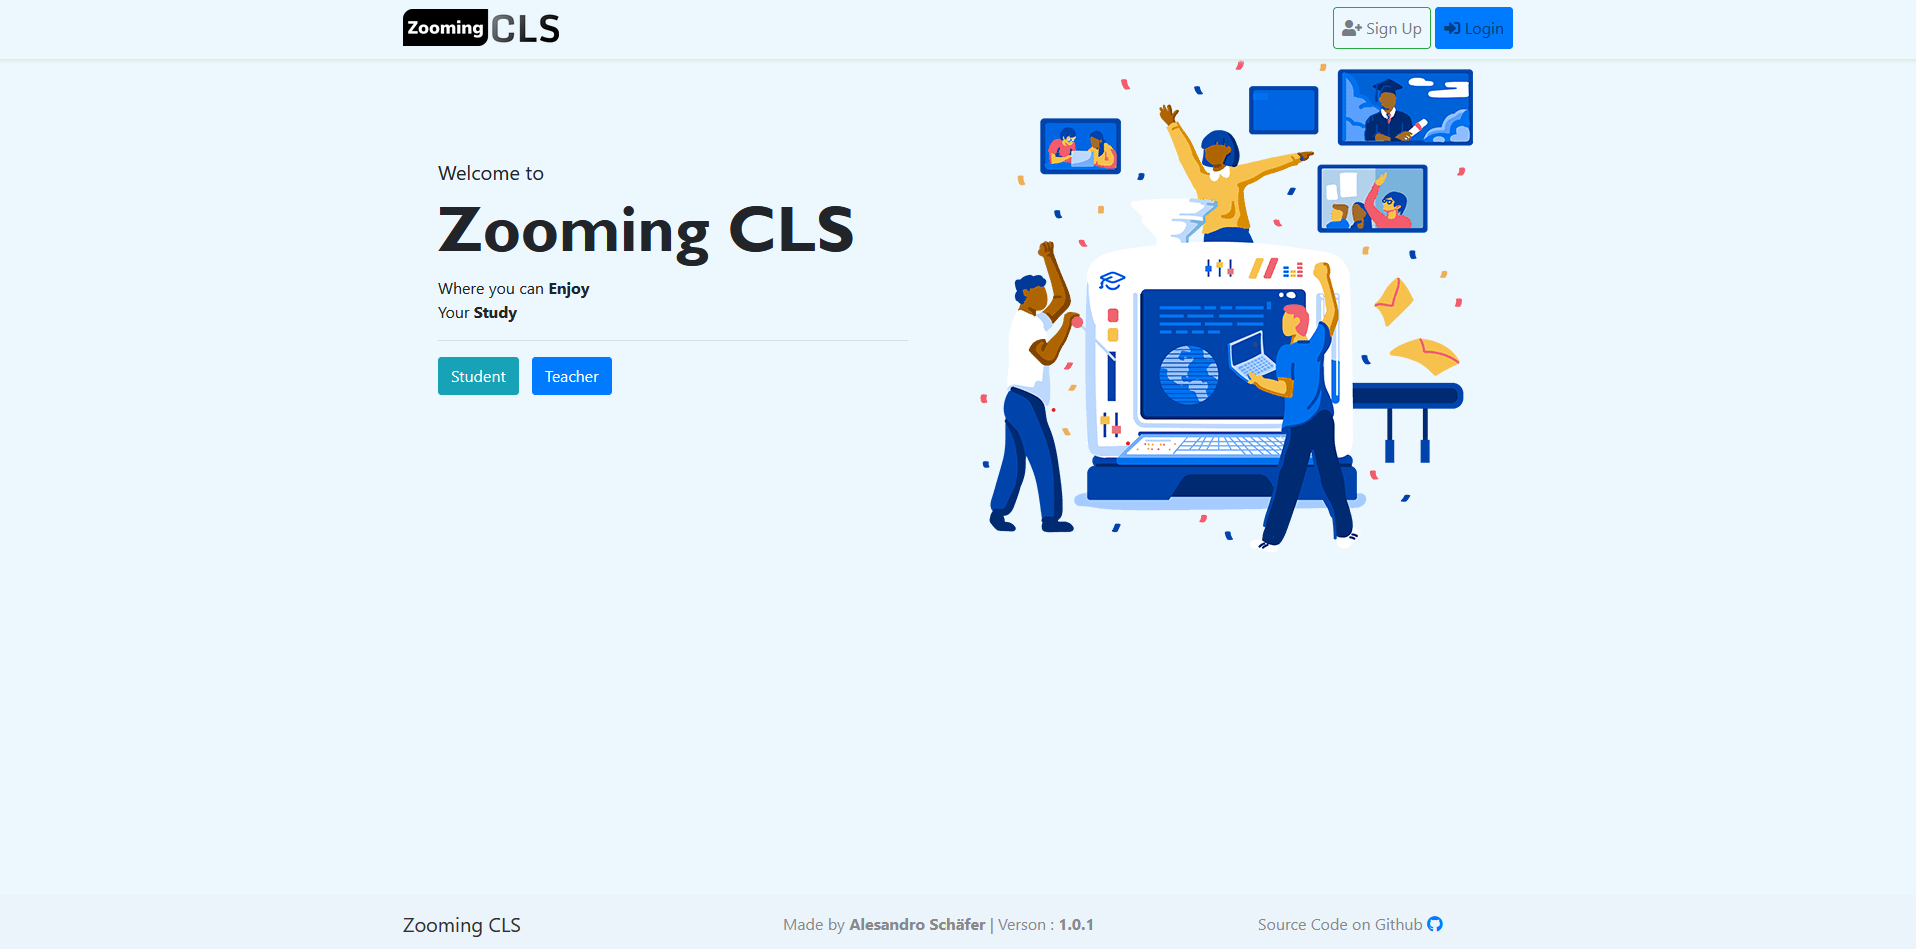 Zooming CLS
Sign Up
Login
Welcome to
Zooming CLS
Where you can Enjoy
Your Study
Student
Teacher
Zooming CLS
Made by Alesandro Schäfer | Verson : 1.0.1
Source Code on Github